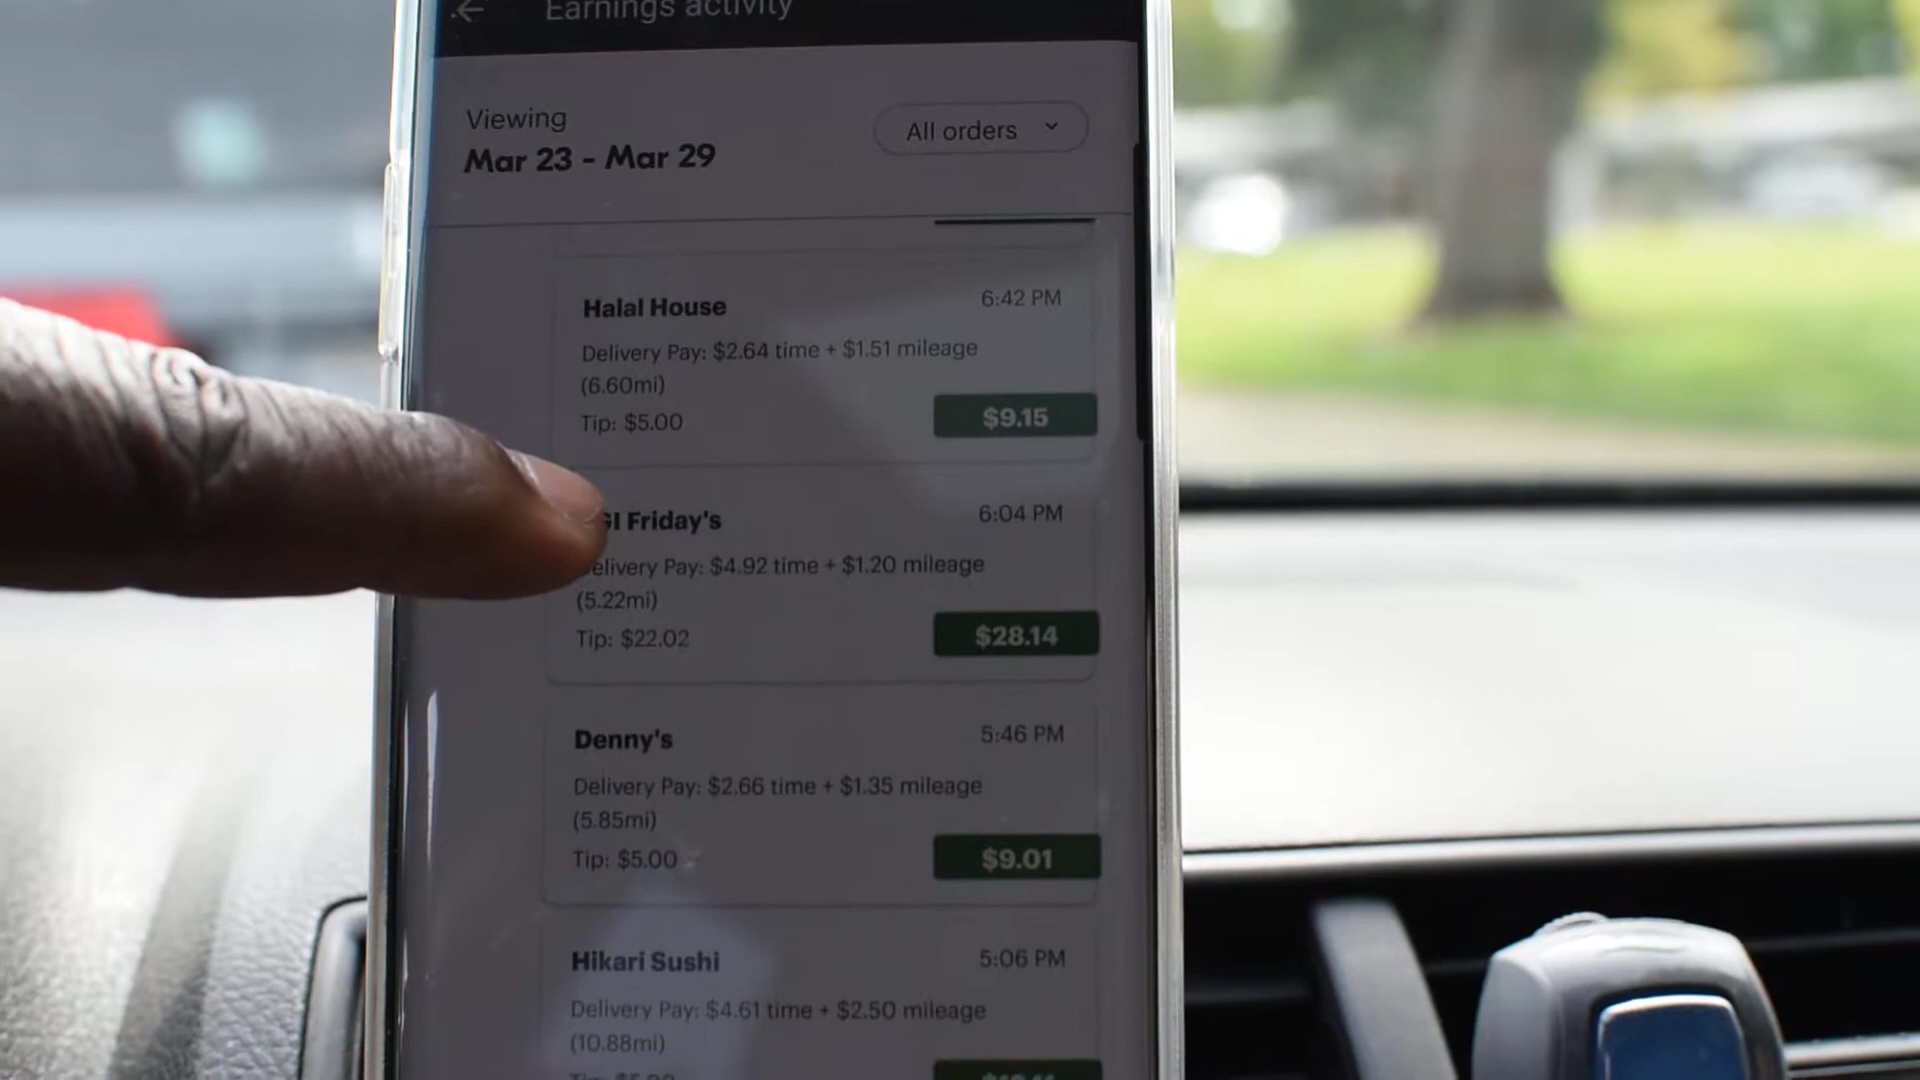 Earnings activity
Viewing
All orders
Mar 23 - Mar 29
Halal House
6:42 PM
Delivery Pay: $2.64 time + $1.51 mileage
(6.60mi)
Tip: $5.00
$9.15
GI Friday's
6:04 PM
elivery Pay: $4.92 time + $1.20 mileage
(5.22mi)
Tip: $22.02
$28.14
Denny's
5:46 PM
Delivery Pay: $2.66 time + $1.35 mileage
(5.85mi)
Tip: $5.00
$9.01
Hikari Sushi
5:06 PM
Delivery Pay: $4.61 time + $2.50 mileage
(10.88mi)